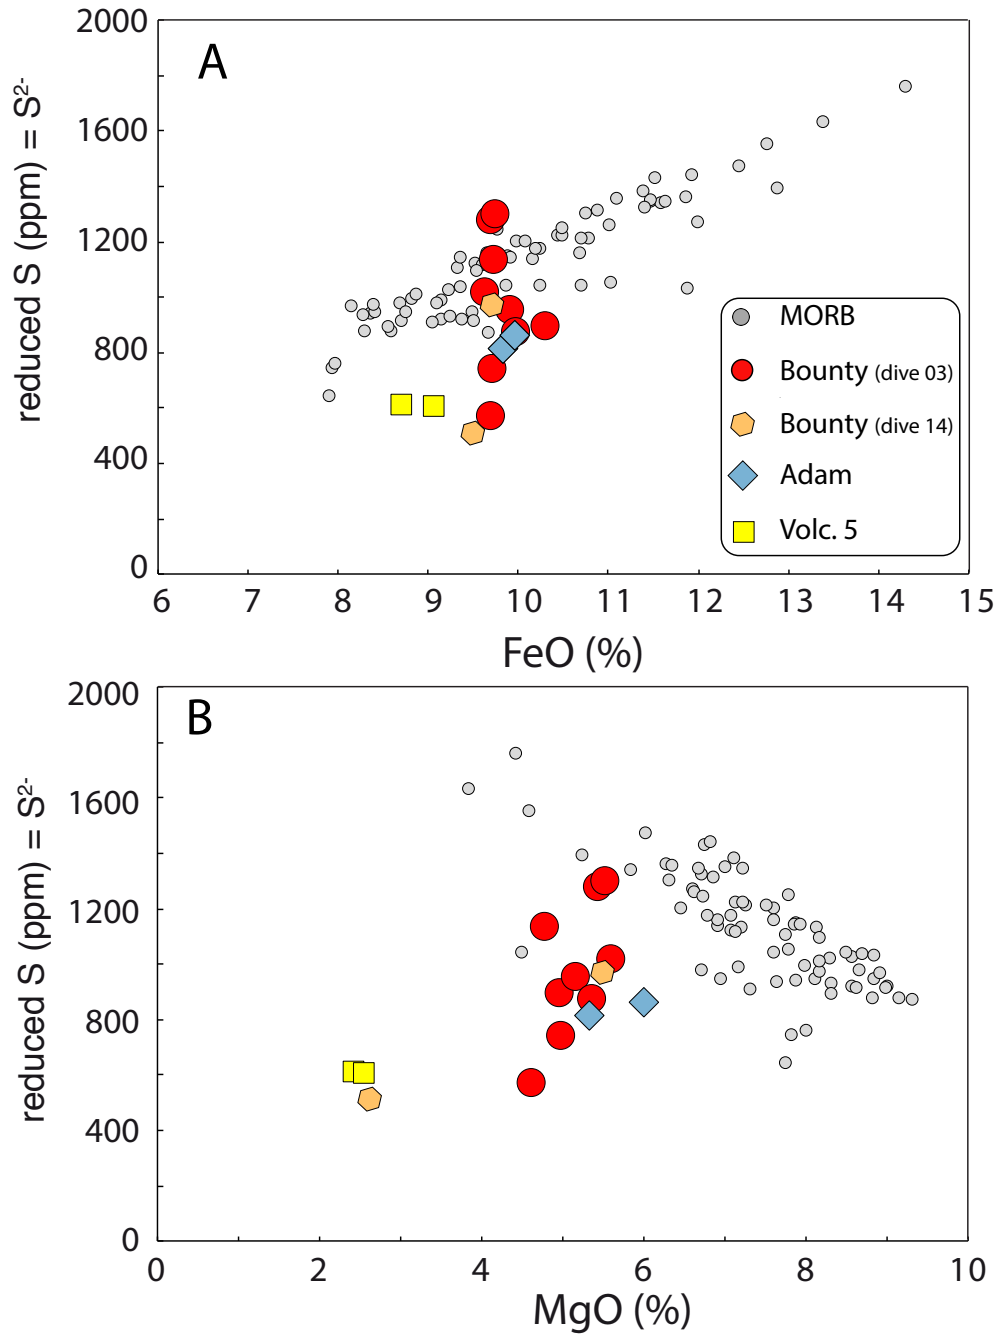 A
reduced S (ppm) = S2-
2000
1600
1200
800
400
0
MORB
Bounty (dive 03)
Bounty (dive 14)
Adam
Volc. 5
6 7 8 9 10 11 12 13 14 15
FeO (%)
B
reduced S (ppm) = S2-
2000
1600
1200
800
400
0
0 2 4 6 8 10
MgO (%)